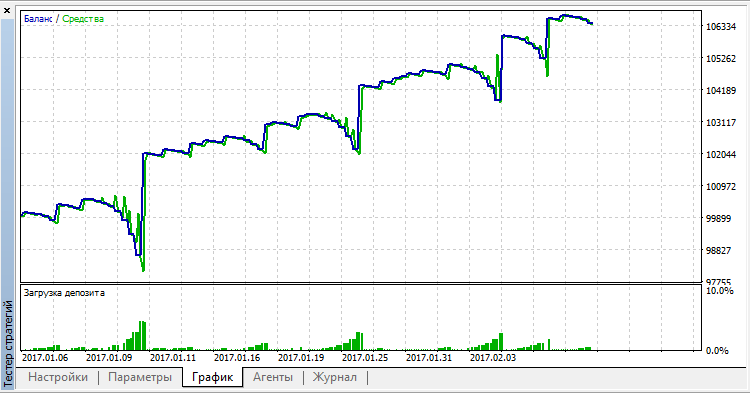 Баланс / Средства
106334
105262
104189
103117
102044
100972
99899
98827
97755
Загрузка депозита
10.0%
0.0%
2017.01.06 2017.01.09 2017.01.11 2017.01.16 2017.01.19 2017.01.25 2017.01.31 2017.02.03
Тестер стратегий
Настройки | Параметры | График | Агенты | Журнал |